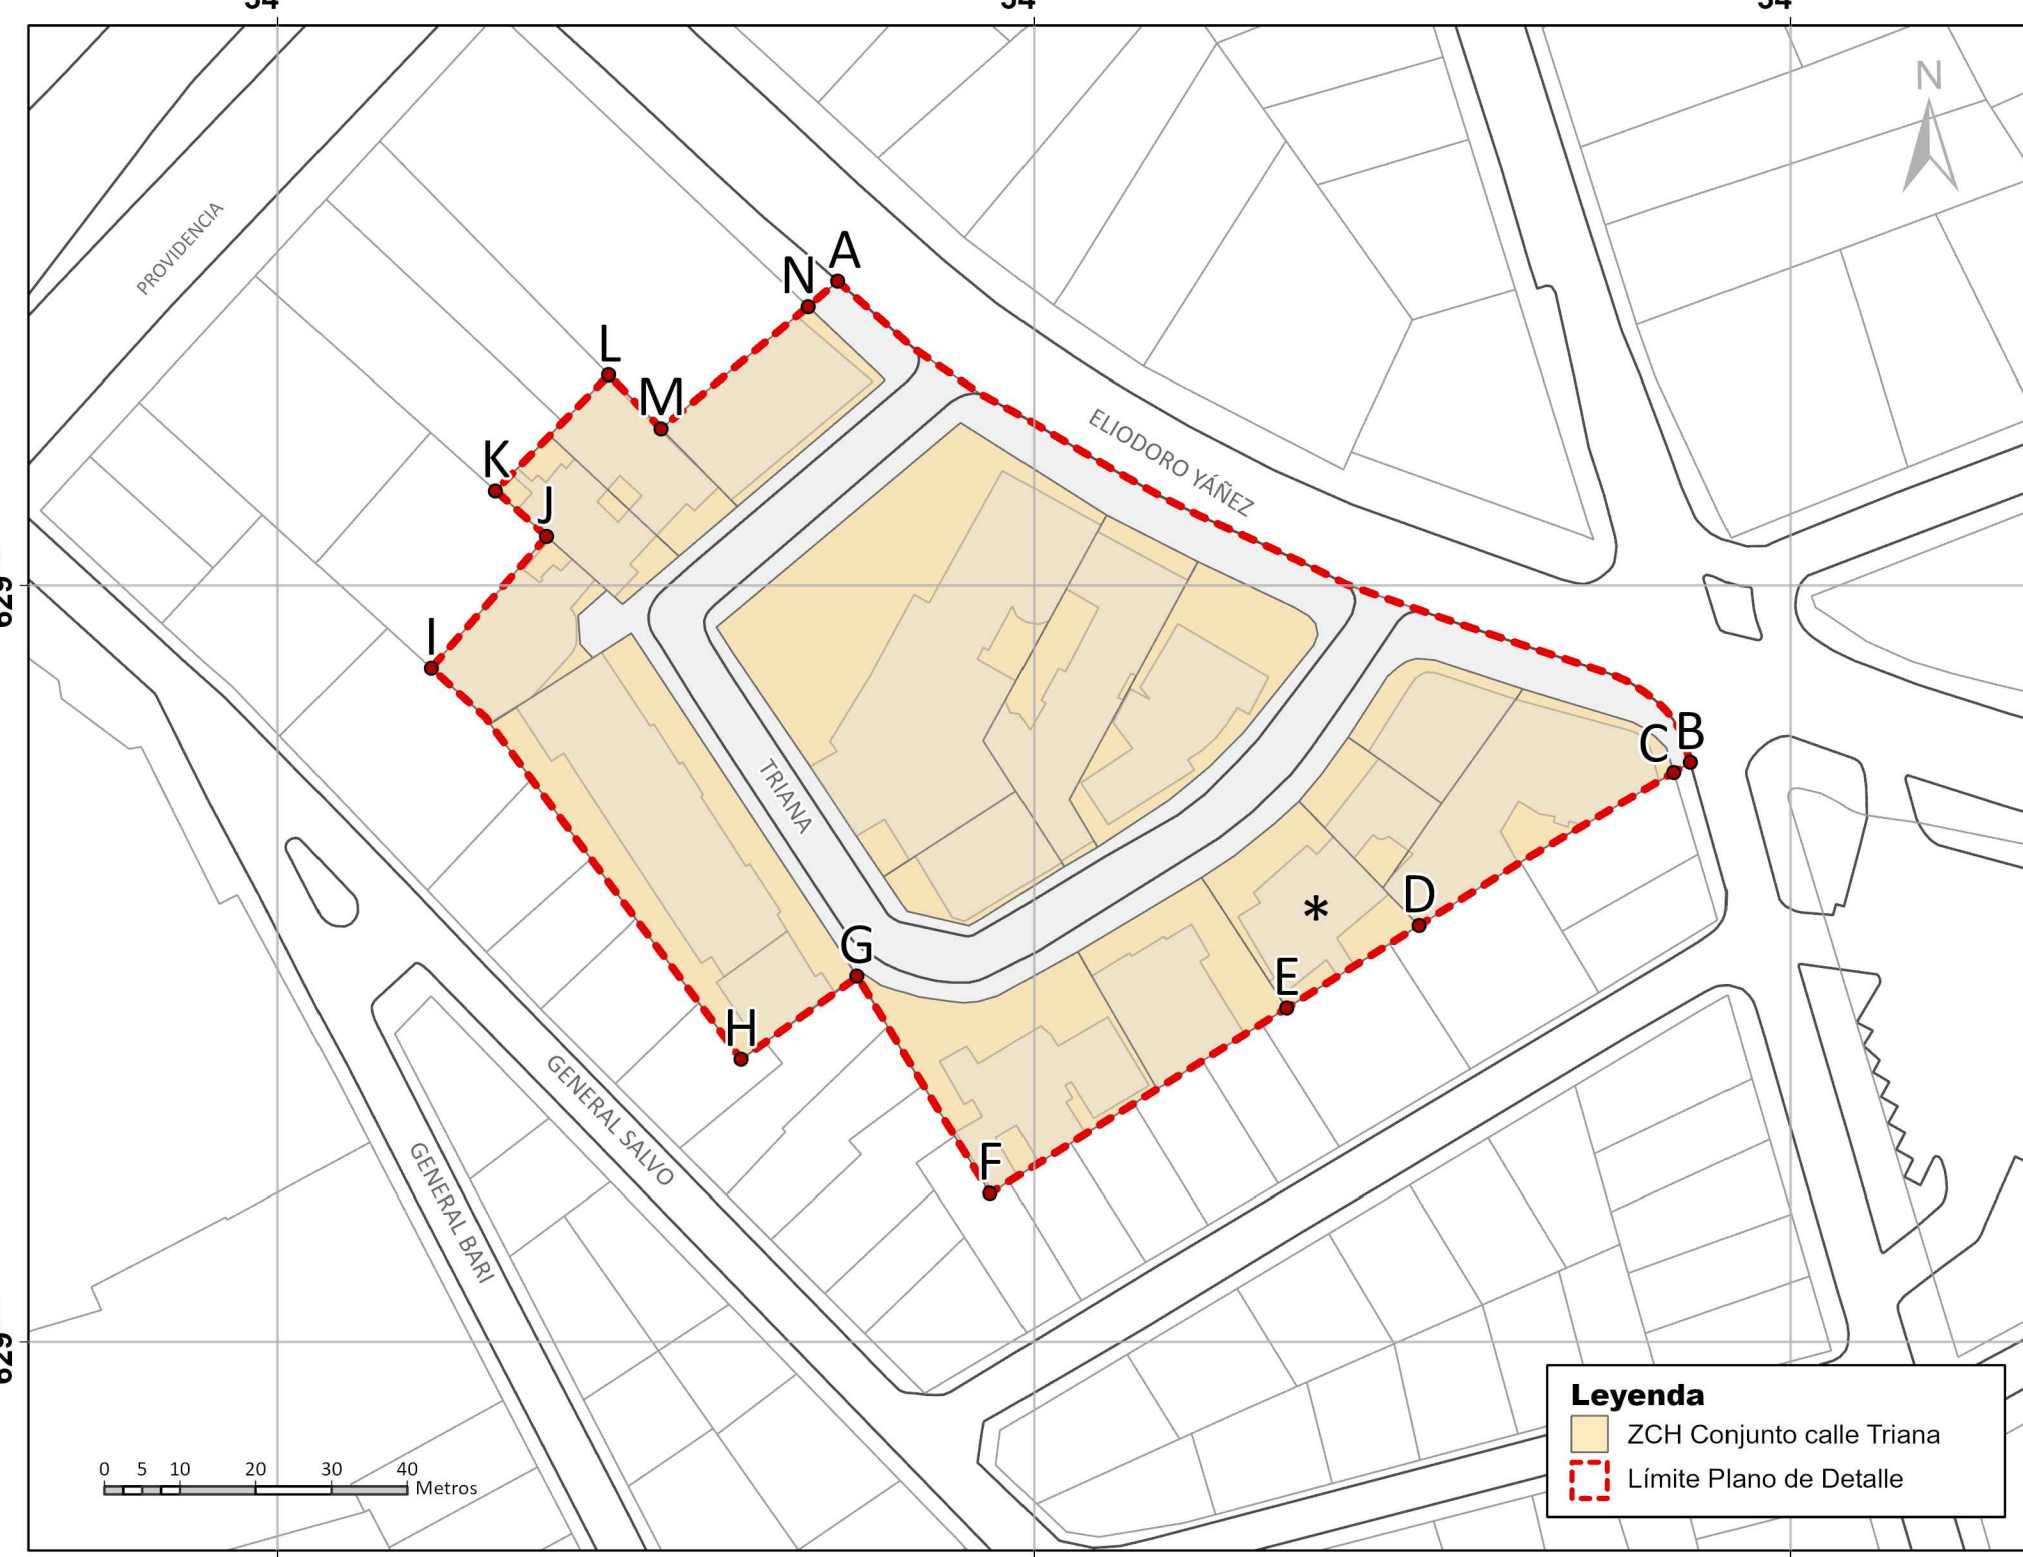 N
PROVIDENCIA
A
N
L
M
K
J
I
ELIODORO YÁÑEZ
TRIANA
B
C
D
*
E
G
H
F
GENERAL SALVO
GENERAL BARI
0 5 10 20 30 40
Metros
Leyenda
ZCH Conjunto calle Triana
Límite Plano de Detalle